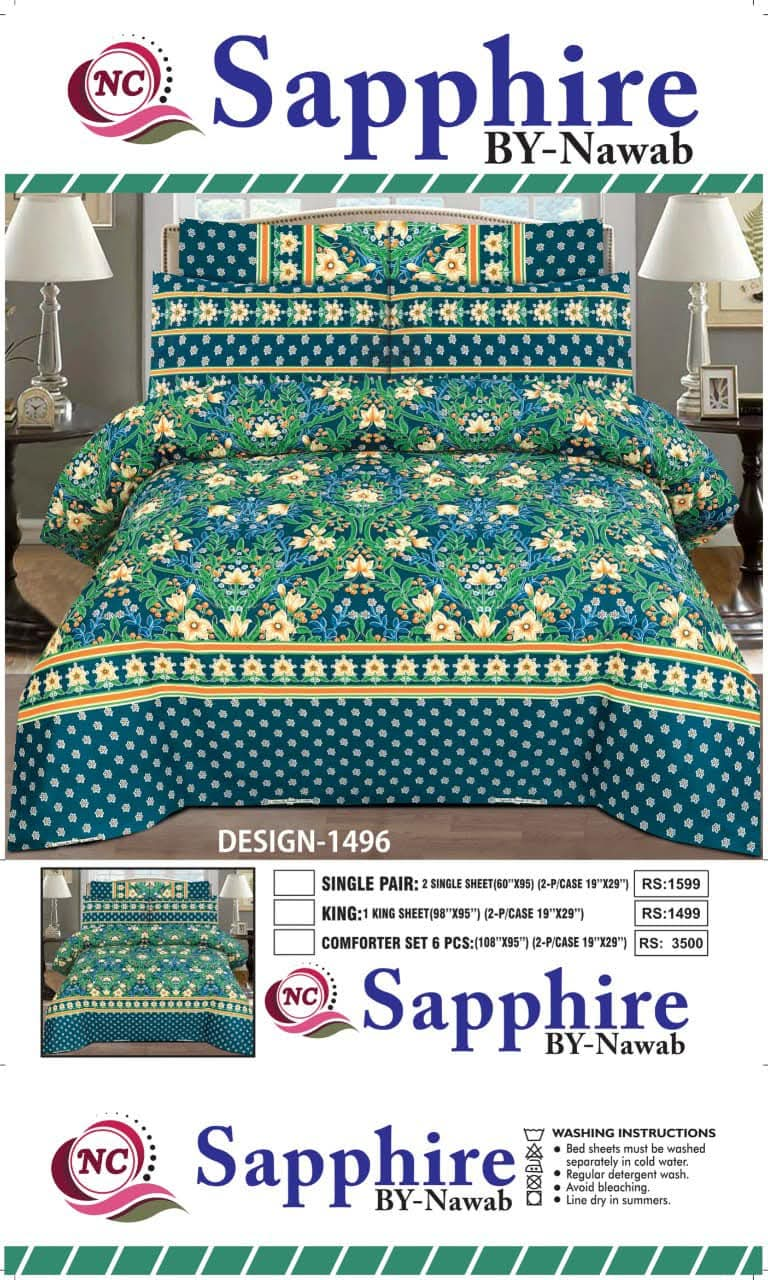 NC
Sapphire
BY-Nawab
DESIGN-1496
SINGLE PAIR: 2 SINGLE SHEET(60''X95) (2-P/CASE 19''X29'') RS:1599
KING:1 KING SHEET(98''X95'') (2-P/CASE 19''X29'') RS:1499
COMFORTER SET 6 PCS:(108''X95'') (2-P/CASE 19''X29'') RS: 3500
NC
Sapphire
BY-Nawab
NC
Sapphire
BY-Nawab
WASHING INSTRUCTIONS
• Bed sheets must be washed
separately in cold water.
• Regular detergent wash.
• Avoid bleaching.
• Line dry in summers.